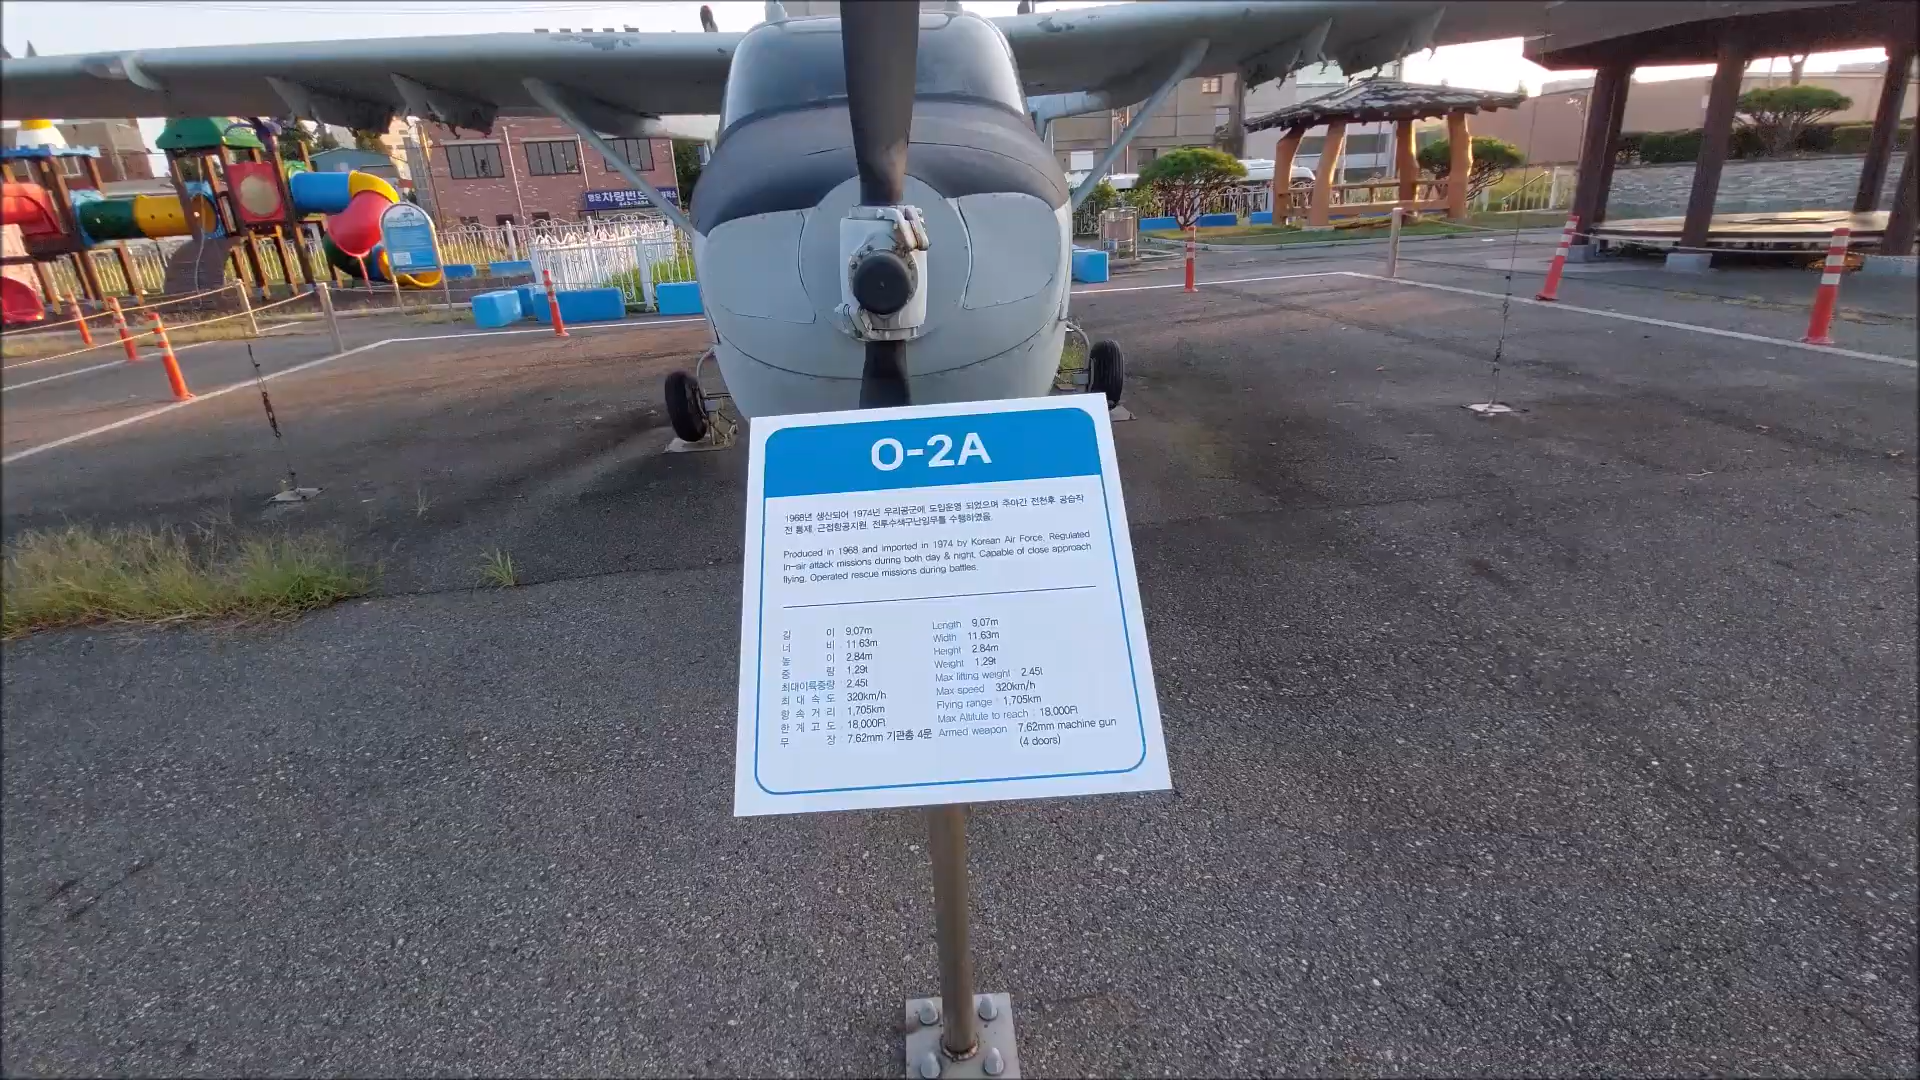 차량번호
643-3454
O-2A
1968년 생산되어 1974년 우리공군에 도입운영 되었으며 주야간 전천후 공습작
전 통제, 근접항공지원, 전투수색구난임무를 수행하였음.
Produced in 1968 and imported in 1974 by Korean Air Force, Regulated
In-air attack missions during both day & night, Capable of close approach
flying, Operated rescue missions during battles.
길 이 : 9.07m
너 비 : 11.63m
높 이 : 2.84m
중 량 : 1.29t
최대이륙중량 : 2.45t
최 대 속 도 : 320km/h
항 속 거 리 : 1,705km
한 계 고 도 : 18,000Ft
무 장 : 7.62mm 기관총 4문
Length : 9.07m
Width : 11.63m
Height : 2.84m
Weight : 1.29t
Max lifting weight : 2.45t
Max speed : 320km/h
Flying range : 1,705km
Max Altitute to reach : 18,000Ft
Armed weapon : 7.62mm machine gun
(4 doors)